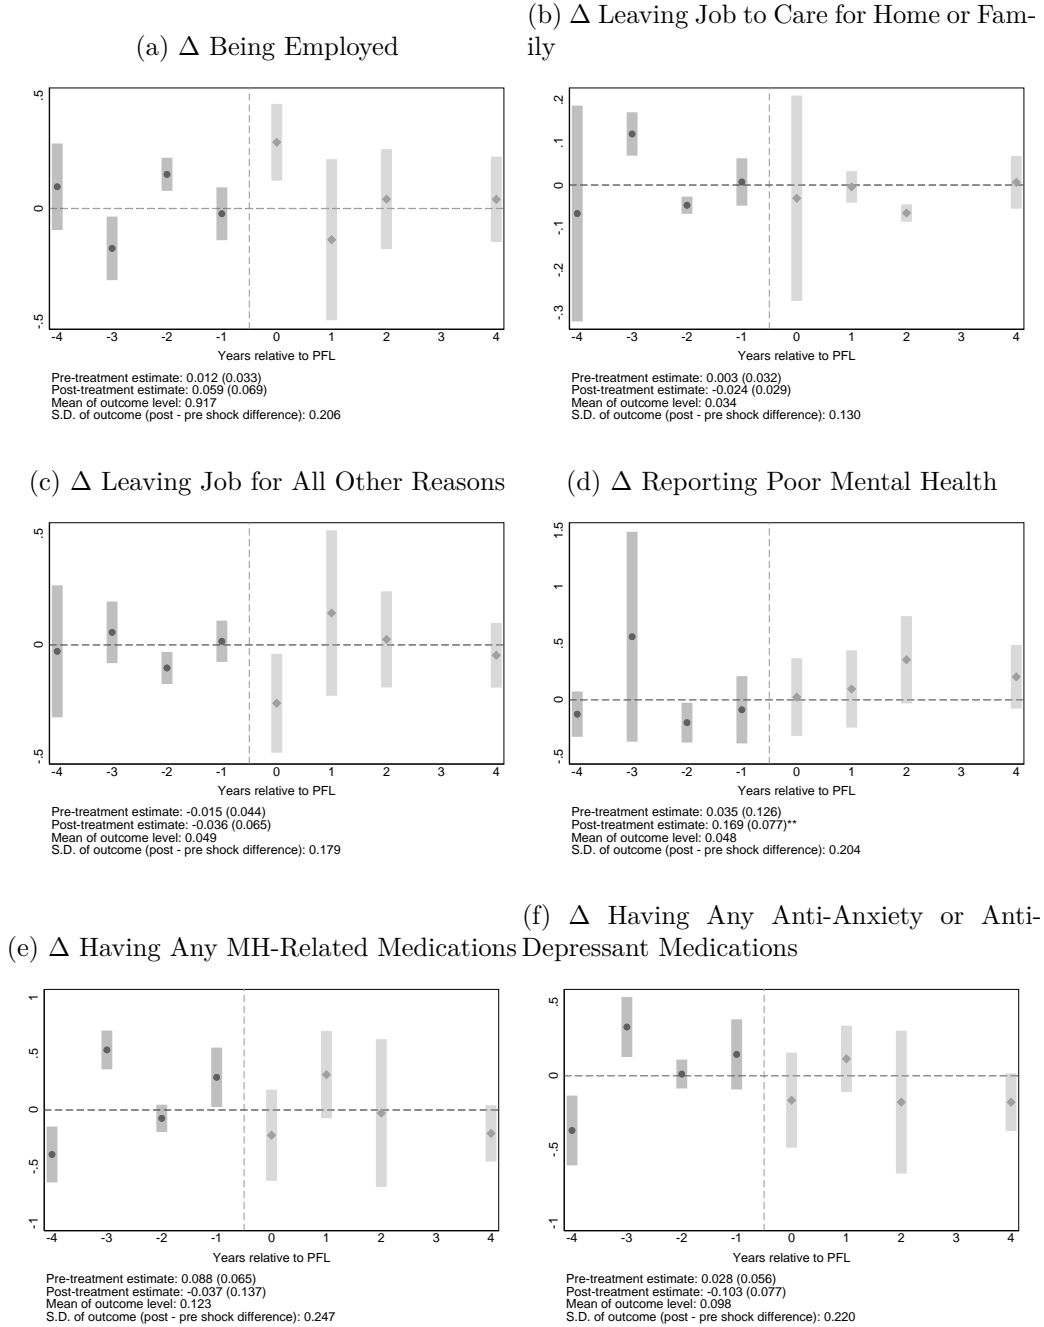 (a) Δ Being Employed
.5
0
-.5
-4 -3 -2 -1 0 1 2 4
Years relative to PFL
Pre-treatment estimate: 0.012 (0.033)
Post-treatment estimate: 0.059 (0.069)
Mean of outcome level: 0.917
S.D. of outcome (post - pre shock difference): 0.206
(b) Δ Leaving Job to Care for Home or Fam-
ily
.2
.1
0
-.1
-.2
-.3
-4 -3 -2 -1 0 1 2 4
Years relative to PFL
Pre-treatment estimate: 0.003 (0.032)
Post-treatment estimate: -0.024 (0.029)
Mean of outcome level: 0.034
S.D. of outcome (post - pre shock difference): 0.130
(c) Δ Leaving Job for All Other Reasons
.5
0
-.5
-4 -3 -2 -1 0 1 2 4
Years relative to PFL
Pre-treatment estimate: -0.015 (0.044)
Post-treatment estimate: -0.036 (0.065)
Mean of outcome level: 0.049
S.D. of outcome (post - pre shock difference): 0.179
(d) Δ Reporting Poor Mental Health
1.5
1
.5
0
-.5
-4 -3 -2 -1 0 1 2 4
Years relative to PFL
Pre-treatment estimate: 0.035 (0.126)
Post-treatment estimate: 0.169 (0.077)**
Mean of outcome level: 0.048
S.D. of outcome (post - pre shock difference): 0.204
(e) Δ Having Any MH-Related Medications
1
.5
0
-.5
-1
-4 -3 -2 -1 0 1 2 4
Years relative to PFL
Pre-treatment estimate: 0.088 (0.065)
Post-treatment estimate: -0.037 (0.137)
Mean of outcome level: 0.123
S.D. of outcome (post - pre shock difference): 0.247
(f) Δ Having Any Anti-Anxiety or Anti-
Depressant Medications
.5
0
-.5
-1
-4 -3 -2 -1 0 1 2 4
Years relative to PFL
Pre-treatment estimate: 0.028 (0.056)
Post-treatment estimate: -0.103 (0.077)
Mean of outcome level: 0.098
S.D. of outcome (post - pre shock difference): 0.220